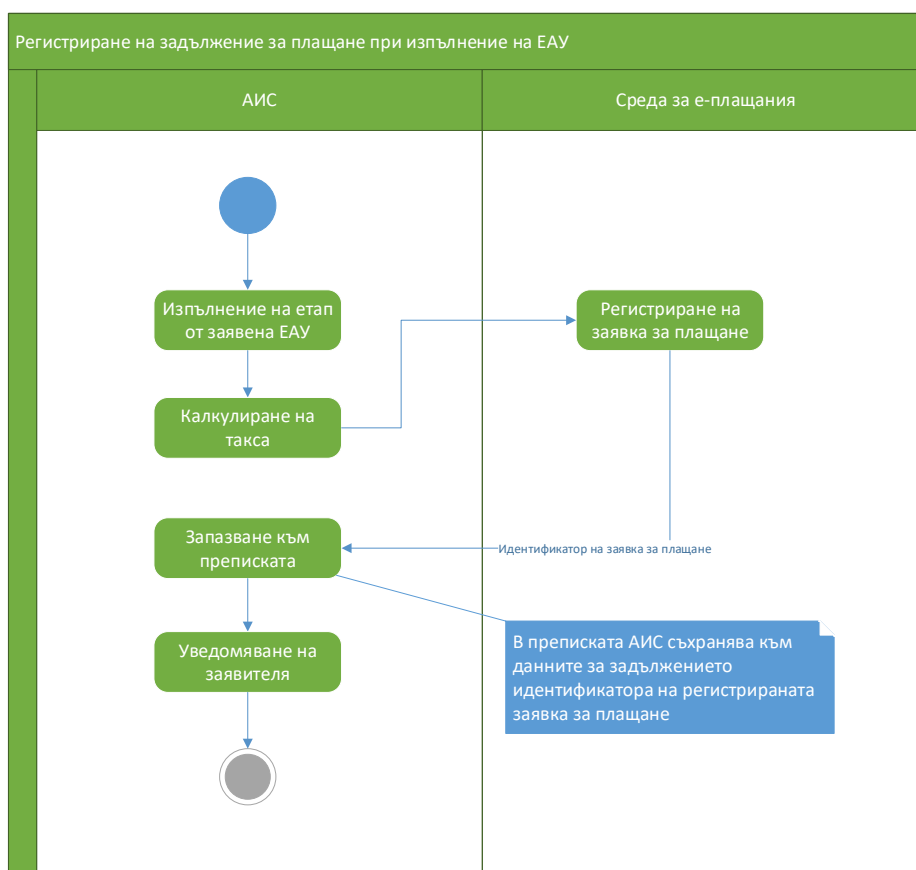 Регистриране на задължение за плащане при изпълнение на ЕАУ
АИС
Среда за е-плащания
Изпълнение на етап
от заявена ЕАУ
Регистриране на
заявка за плащане
Калкулиране на
такса
Запазване към
преписката
Идентификатор на заявка за плащане
В преписката АИС съхранява към
данните за задължението
идентификатора на регистрираната
заявка за плащане
Уведомяване на
заявителя